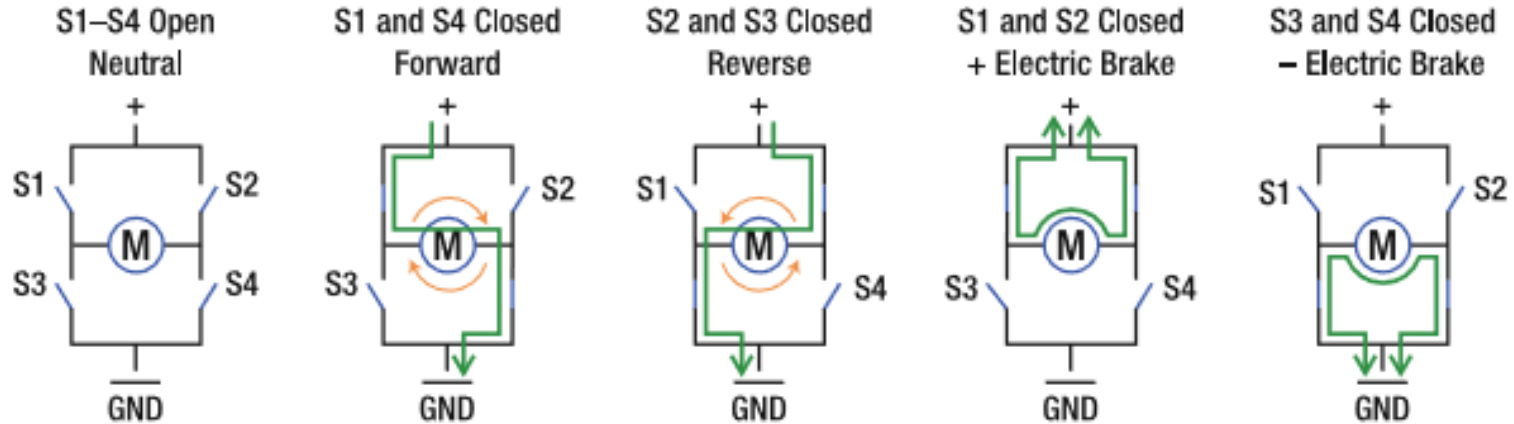 S1–S4 Open
Neutral
+
S1
S2
M
S3
S4
GND
S1 and S4 Closed
Forward
+
S2
M
S3
GND
S2 and S3 Closed
Reverse
+
S1
M
S4
GND
S1 and S2 Closed
+ Electric Brake
+
M
S3
S4
GND
S3 and S4 Closed
– Electric Brake
+
S1
S2
M
GND